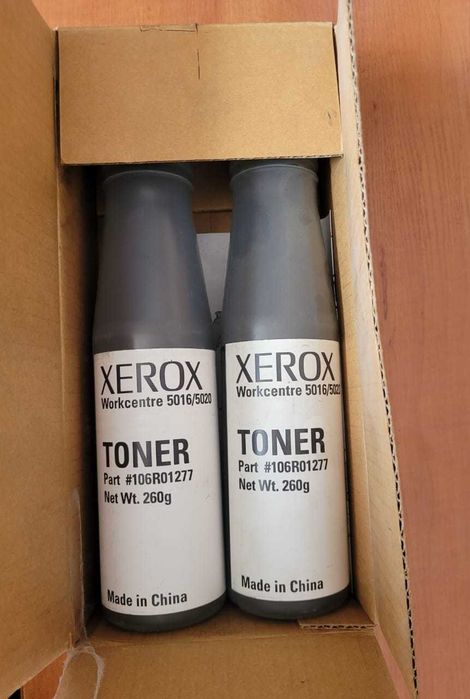 XEROX
Workcentre 5016/5020
TONER
Part #106R01277
Net Wt. 260g
Made in China
XEROX
Workcentre 5016/5020
TONER
Part #106R01277
Net Wt. 260g
Made in China